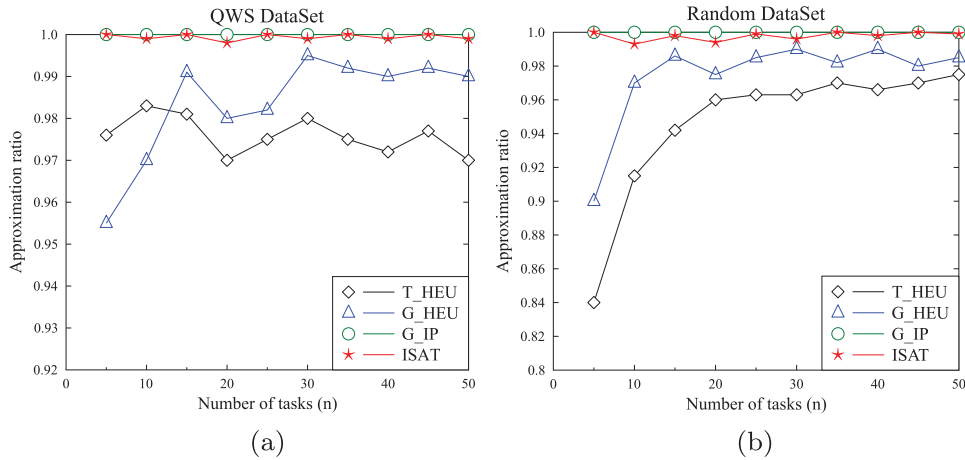 QWS DataSet
Approximation ratio
1.0
0.99
0.98
0.97
0.96
0.95
0.94
0.93
0.92
0 10 20 30 40 50
Number of tasks (n)
T_HEU
G_HEU
G_IP
ISAT
(a)
Random DataSet
Approximation ratio
1.0
0.98
0.96
0.94
0.92
0.9
0.88
0.86
0.84
0.82
0.8
0 10 20 30 40 50
Number of tasks (n)
T_HEU
G_HEU
G_IP
ISAT
(b)